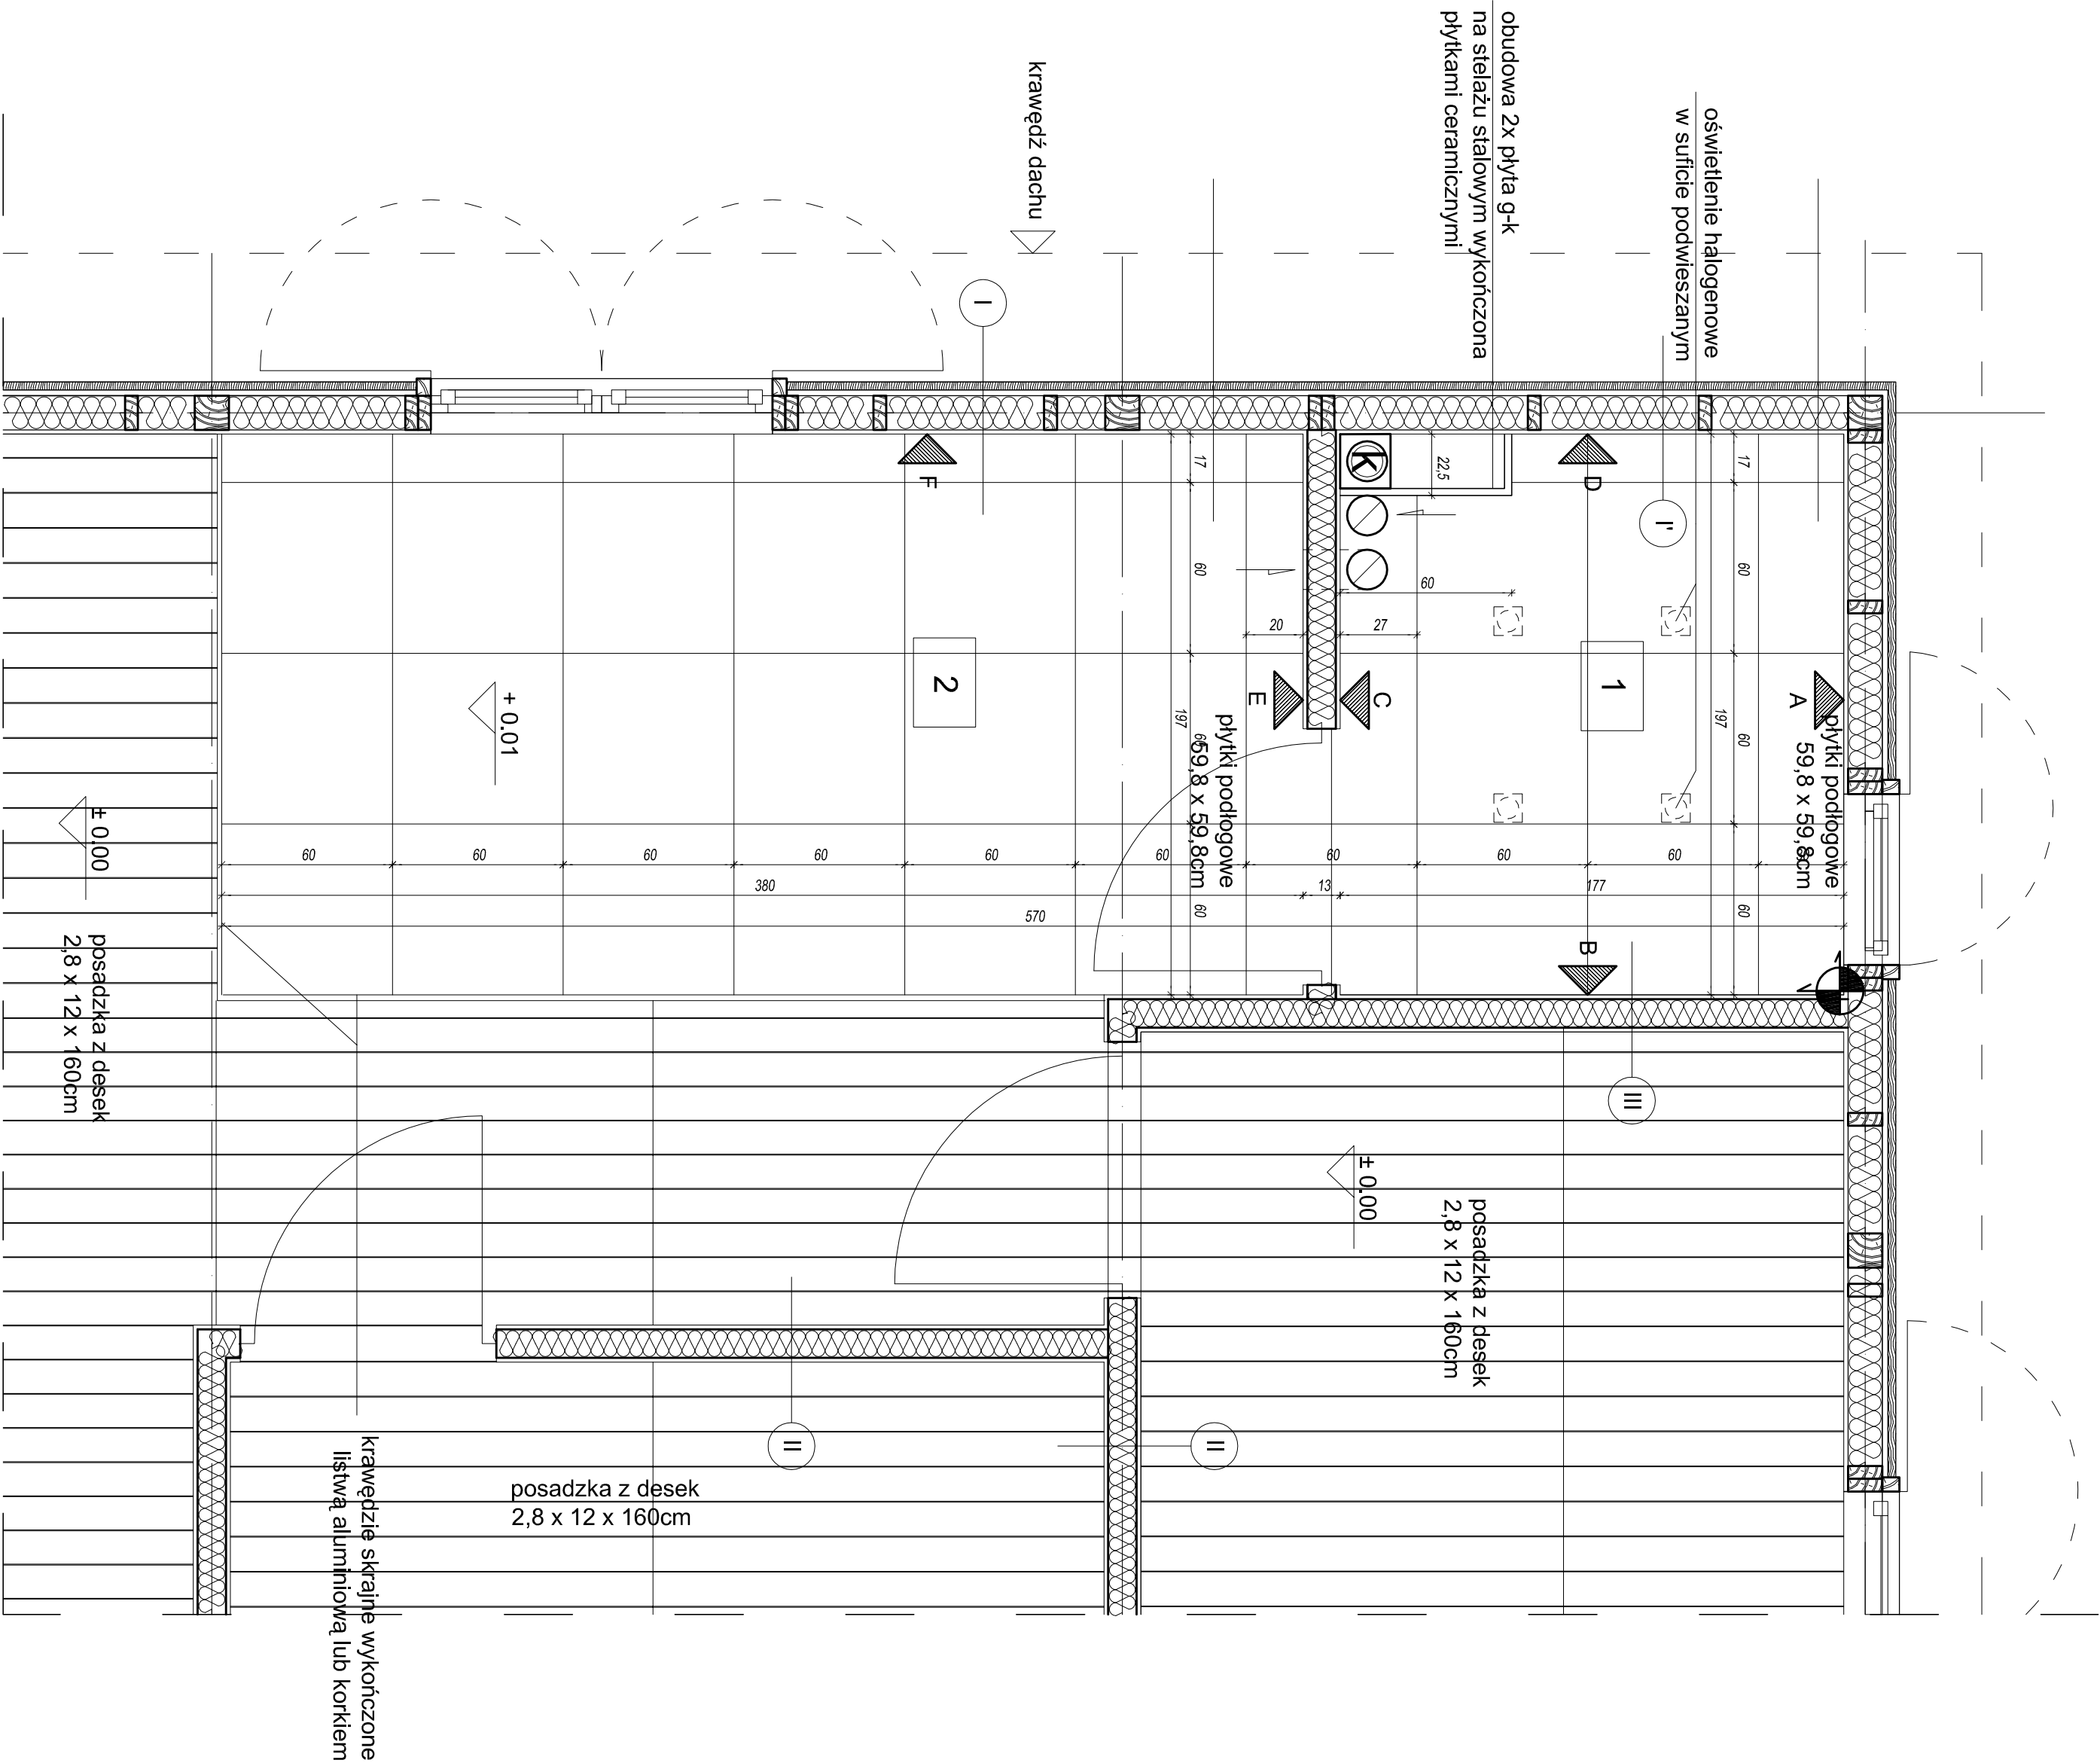 obudowa 2x płyta g-k
na stelażu stalowym wykończona
płytkami ceramicznymi
oświetlenie halogenowe
w suficie podwieszanym
krawędź dachu
I
I'
K
22,5
D
F
17
17
60
60
60
20
27
1
2
A
C
E
197
197
60
60
płytki podłogowe
59,8 x 59,8cm
płytki podłogowe
59,8 x 59,8cm
+ 0.01
± 0.00
60
60
60
60
60
60
60
60
60
380
13
177
570
60
60
B
1
V
posadzka z desek
2,8 x 12 x 160cm
III
± 0.00
posadzka z desek
2,8 x 12 x 160cm
II
II
posadzka z desek
2,8 x 12 x 160cm
krawędzie skrajne wykończone
listwą aluminiową lub korkiem